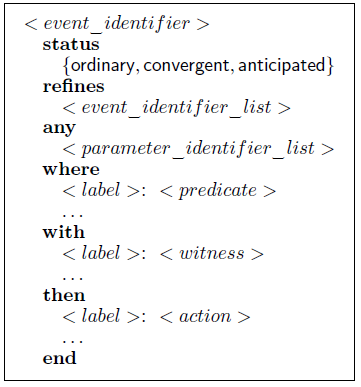 < event_identifier >
status
{ordinary, convergent, anticipated}
refines
< event_identifier_list >
any
< parameter_identifier_list >
where
< label >: < predicate >
...
with
< label >: < witness >
...
then
< label >: < action >
...
end